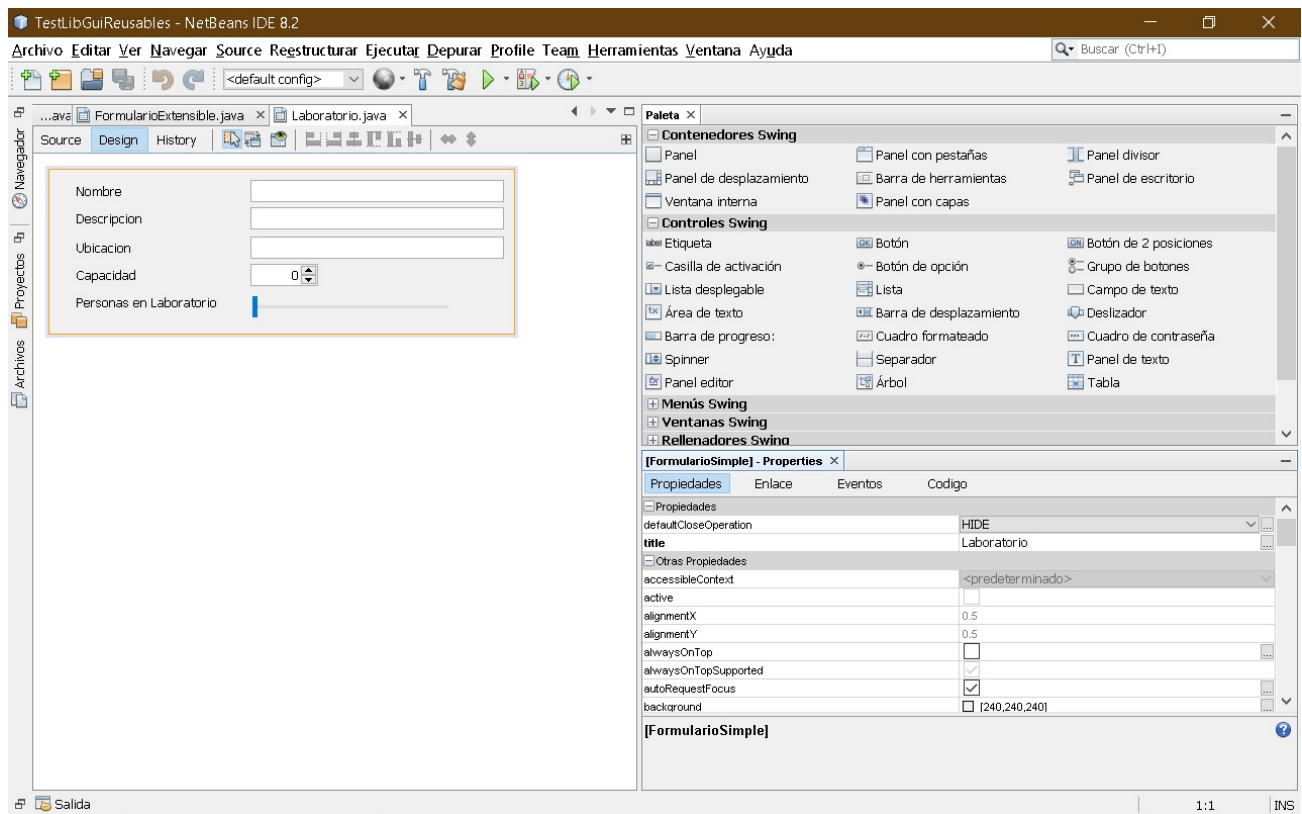 TestLibGuiReusables - NetBeans IDE 8.2
Archivo Editar Ver Navegar Source Reestructurar Ejecutar Depurar Profile Team Herramientas Ventana Ayuda
Buscar (Ctrl+I)
<default config>
...ava FormularioExtensible.java Laboratorio.java
Source Design History
Navegador
Proyectos
Archivos
Nombre
Descripcion
Ubicacion
Capacidad 0
Personas en Laboratorio
Paleta
Contenedores Swing
Panel Panel con pestañas Panel divisor
Panel de desplazamiento Barra de herramientas Panel de escritorio
Ventana interna Panel con capas
Controles Swing
label Etiqueta OK Botón ON Botón de 2 posiciones
Casilla de activación Botón de opción Grupo de botones
Lista desplegable Lista Campo de texto
Área de texto Barra de desplazamiento Deslizador
Barra de progreso: Cuadro formateado Cuadro de contraseña
Spinner Separador Panel de texto
Panel editor Árbol Tabla
Menús Swing
Ventanas Swing
Rellenadores Swing
[FormularioSimple] - Properties
Propiedades Enlace Eventos Codigo
Propiedades
defaultCloseOperation HIDE
title Laboratorio
Otras Propiedades
accessibleContext <predeterminado>
active
alignmentX 0.5
alignmentY 0.5
alwaysOnTop
alwaysOnTopSupported
autoRequestFocus
background [240,240,240]
[FormularioSimple]
Salida
1:1 INS